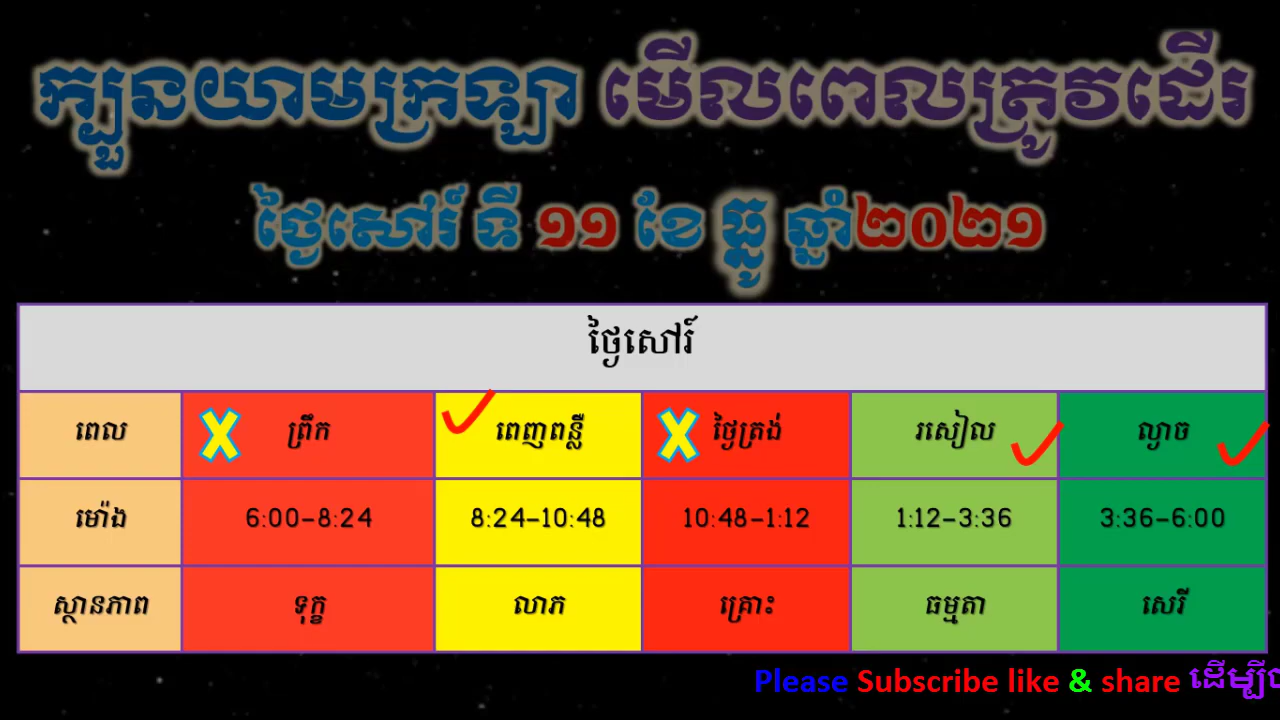 ក្បួនយាមក្រឡា មើលពេលត្រូវដើរ
ថ្ងៃសៅរ៍ ទី ១១ ខែ ធ្នូ ឆ្នាំ២០២១
ថ្ងៃសៅរ៍
ពេល ព្រឹក ពេញពន្លឺ ថ្ងៃត្រង់ រសៀល ល្ងាច
ម៉ោង 6:00-8:24 8:24-10:48 10:48-1:12 1:12-3:36 3:36-6:00
ស្ថានភាព ទុក្ខ លាភ គ្រោះ ធម្មតា សេរី
Please Subscribe like & share